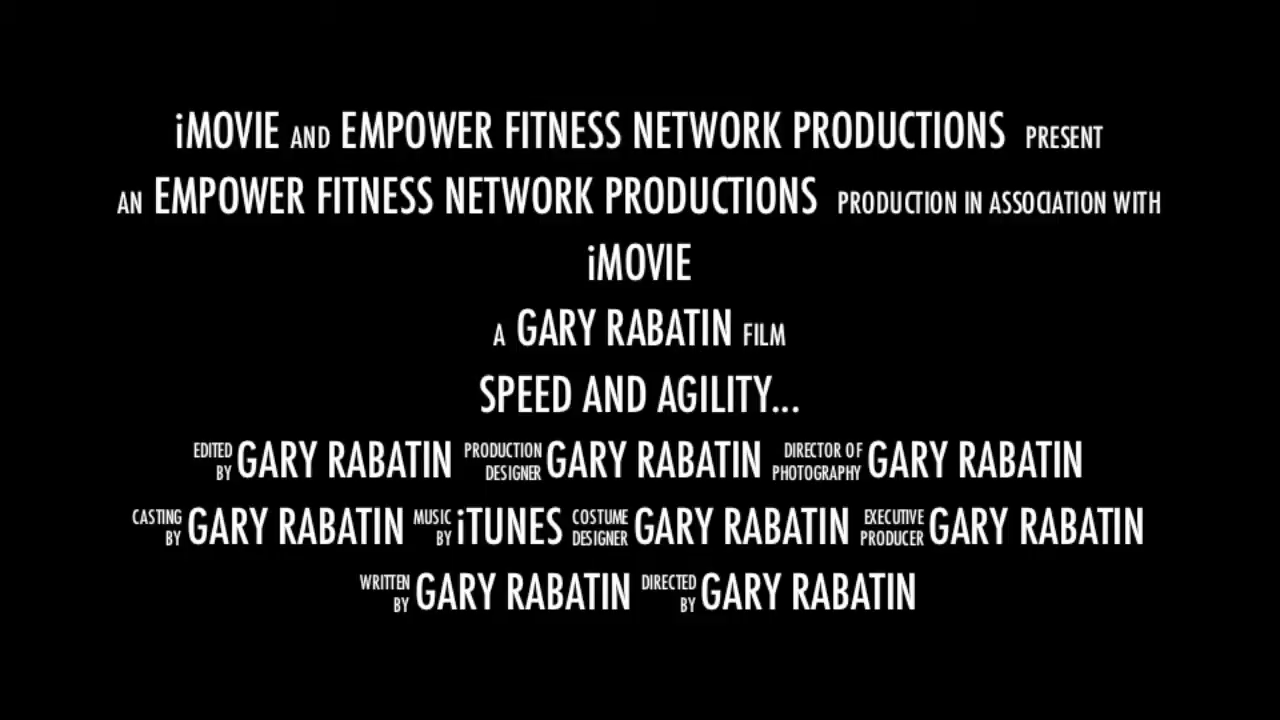 iMOVIE AND EMPOWER FITNESS NETWORK PRODUCTIONS PRESENT
AN EMPOWER FITNESS NETWORK PRODUCTIONS PRODUCTION IN ASSOCIATION WITH
iMOVIE
A GARY RABATIN FILM
SPEED AND AGILITY...
EDITED BY GARY RABATIN PRODUCTION DESIGNER GARY RABATIN DIRECTOR OF PHOTOGRAPHY GARY RABATIN
CASTING BY GARY RABATIN MUSIC BY iTUNES COSTUME DESIGNER GARY RABATIN EXECUTIVE PRODUCER GARY RABATIN
WRITTEN BY GARY RABATIN DIRECTED BY GARY RABATIN